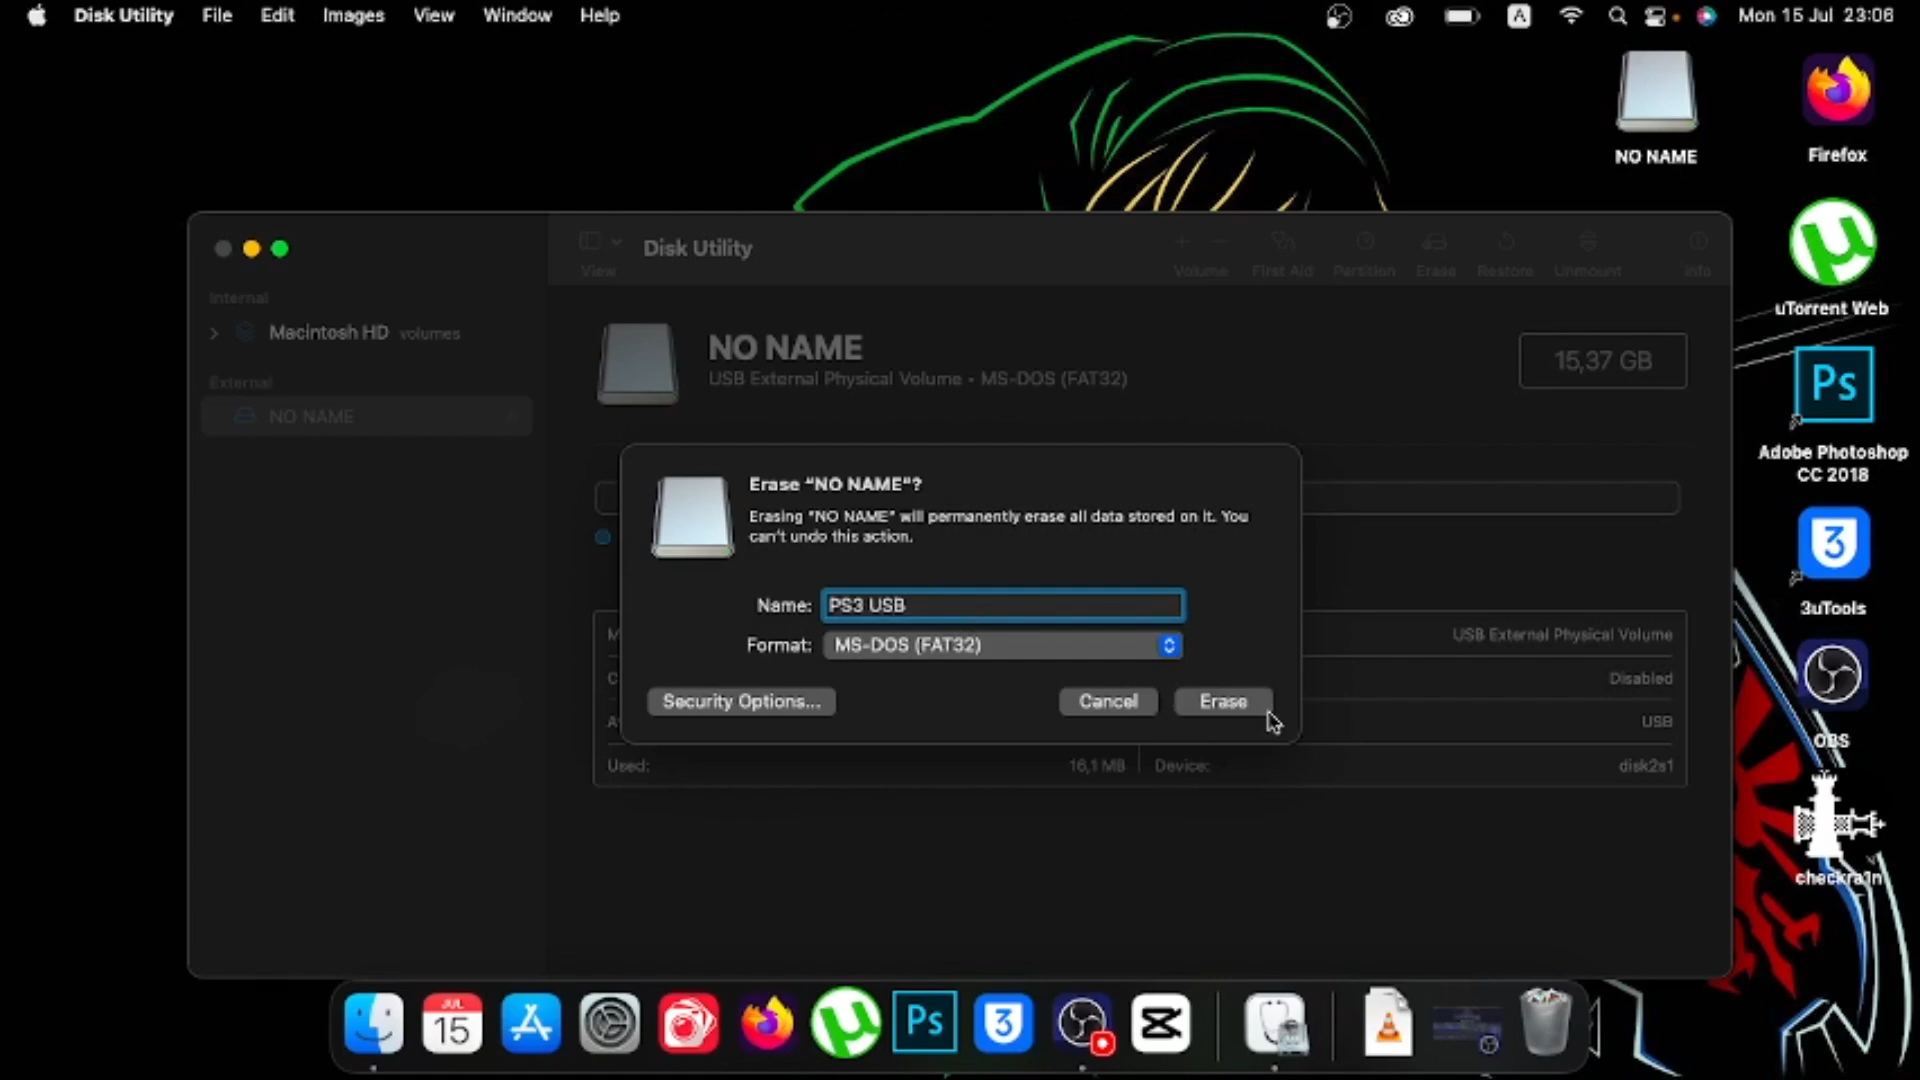 Disk Utility File Edit Images View Window Help
A Mon 15 Jul 23:06
NO NAME
Firefox
uTorrent Web
Ps
Adobe Photoshop
CC 2018
3
3uTools
OBS
checkra1n
Disk Utility
View
Volume First Aid Partition Erase Restore Unmount Info
Internal
Macintosh HD volumes
External
NO NAME
NO NAME
USB External Physical Volume • MS-DOS (FAT32)
15,37 GB
Erase “NO NAME”?
Erasing “NO NAME” will permanently erase all data stored on it. You
can’t undo this action.
Name: PS3 USB
Format: MS-DOS (FAT32)
Security Options... Cancel Erase
M USB External Physical Volume
C Disabled
A USB
Used: 16,1 MB Device: disk2s1
JUL
15
Ps
3